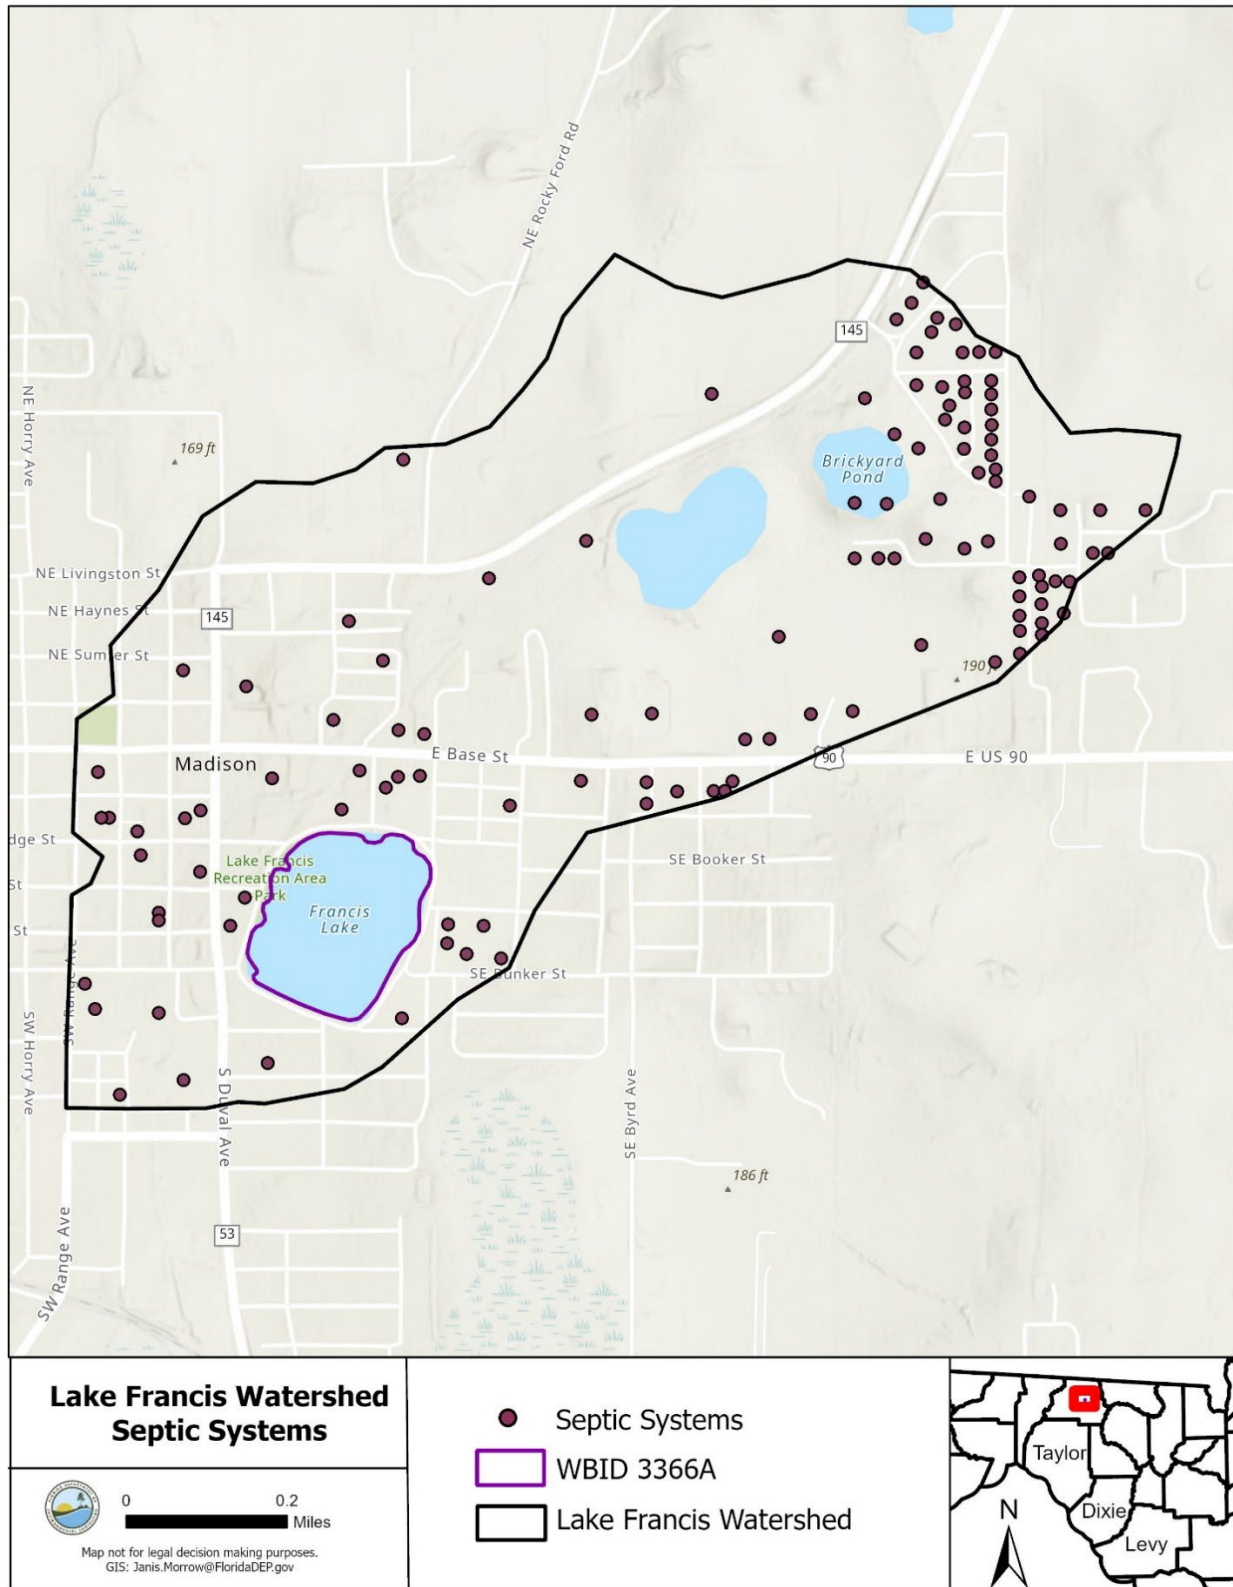 NE Rocky Ford Rd
145
NE Horry Ave
169 ft
Brickyard
Pond
NE Livingston St
NE Haynes St
145
NE Sumter St
190 ft
E Base St
Madison
90
E US 90
dge St
SE Booker St
Lake Francis
Recreation Area
Park
St
Francis
Lake
St
SE Bunker St
SW Range Ave
SW Horry Ave
S Duval Ave
SE Byrd Ave
186 ft
53
SW Range Ave
Lake Francis Watershed
Septic Systems
0 0.2
Miles
Map not for legal decision making purposes.
GIS: Janis.Morrow@FloridaDEP.gov
Septic Systems
WBID 3366A
Lake Francis Watershed
Taylor
Dixie
Levy
N